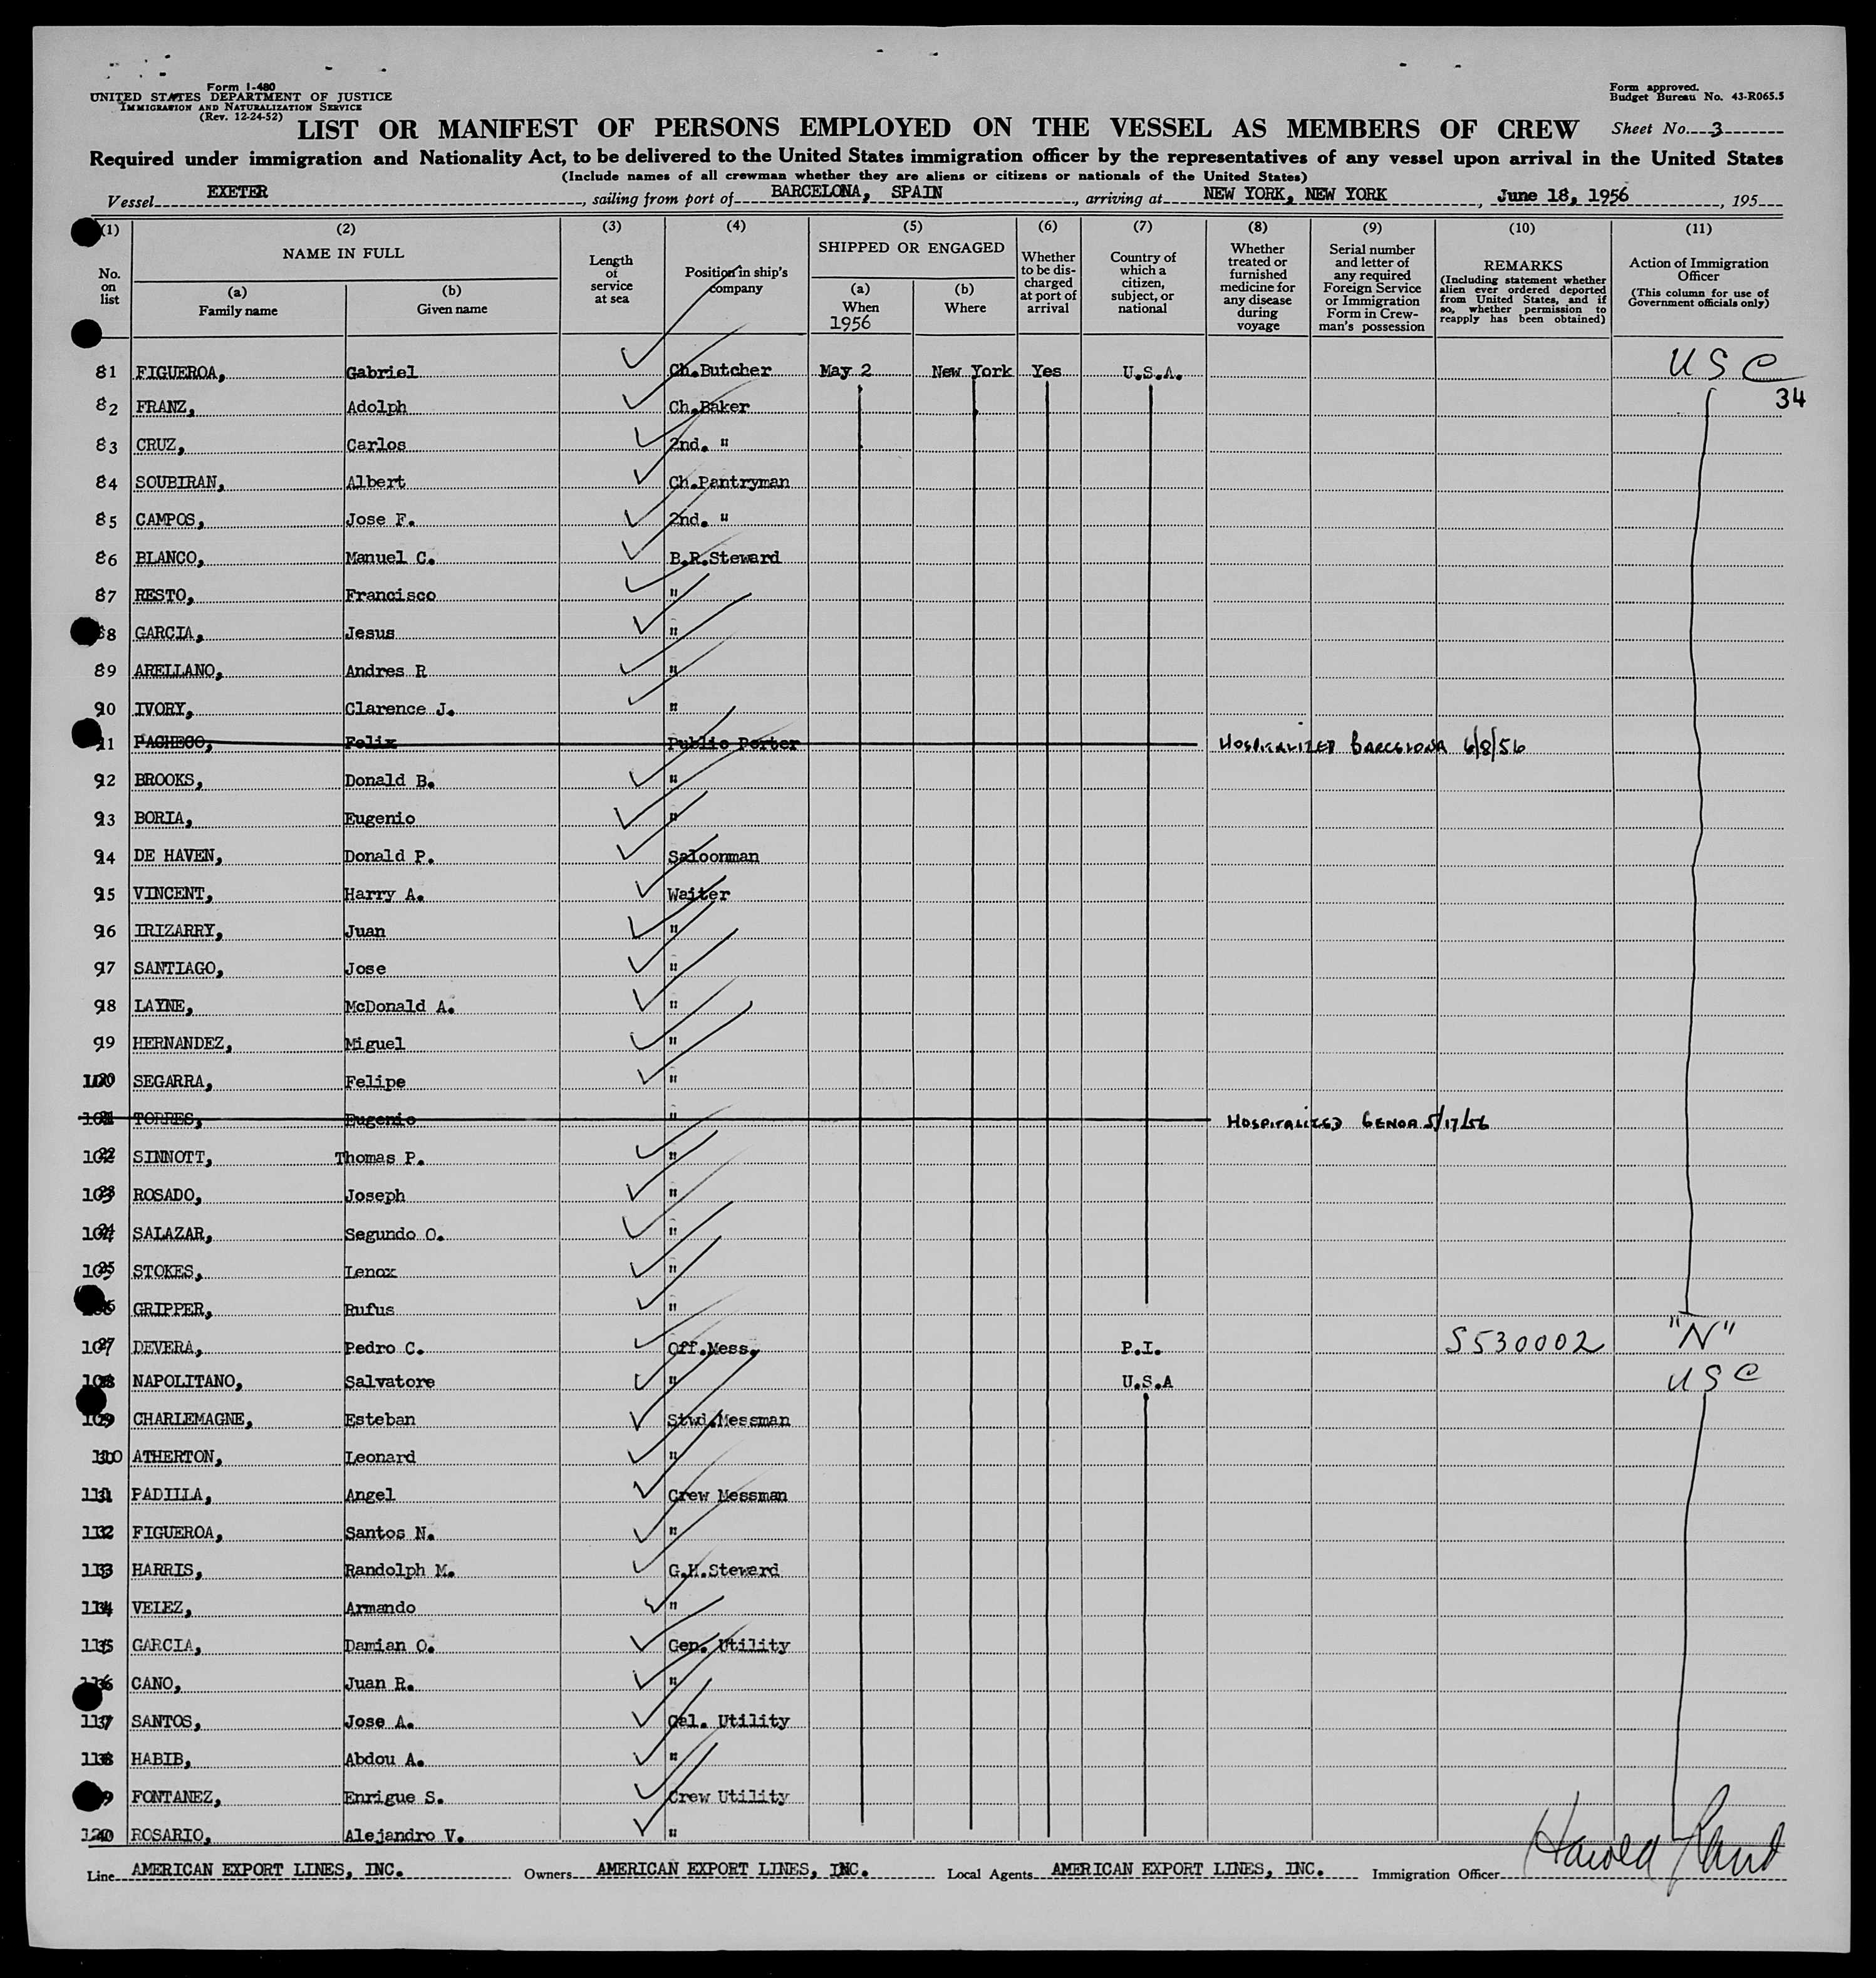 Form I-480
UNITED STATES DEPARTMENT OF JUSTICE
IMMIGRATION AND NATURALIZATION SERVICE
(Rev. 12-24-52)
Form approved.
Budget Bureau No. 43-R065.5
LIST OR MANIFEST OF PERSONS EMPLOYED ON THE VESSEL AS MEMBERS OF CREW Sheet No. 3
Required under immigration and Nationality Act, to be delivered to the United States immigration officer by the representatives of any vessel upon arrival in the United States
(Include names of all crewman whether they are aliens or citizens or nationals of the United States)
Vessel EXETER, sailing from port of BARCELONA, SPAIN, arriving at NEW YORK, NEW YORK, June 18, 1956, 195
(1) (2) (3) (4) (5) (6) (7) (8) (9) (10) (11)
No. on list
NAME IN FULL
(a) Family name
(b) Given name
Length of service at sea
Position in ship's company
SHIPPED OR ENGAGED
(a) When 1956
(b) Where
Whether to be discharged at port of arrival
Country of which a citizen, subject, or national
Whether treated or furnished medicine for any disease during voyage
Serial number and letter of any required Foreign Service or Immigration Form in Crewman's possession
REMARKS
(Including statement whether alien ever ordered deported from United States, and if so, whether permission to reapply has been obtained)
Action of Immigration Officer
(This column for use of Government officials only)
81 FIGUEROA, Gabriel Ch.Butcher May 2 New York Yes U.S.A. USC
34
82 FRANZ, Adolph Ch.Baker
83 CRUZ, Carlos 2nd. "
84 SOUBIRAN, Albert Ch.Pantryman
85 CAMPOS, Jose F. 2nd. "
86 BLANCO, Manuel C. B.R.Steward
87 RESTO, Francisco "
88 GARCIA, Jesus "
89 ARELLANO, Andres R "
90 IVORY, Clarence J. "
91 PACHECO, Felix Public Porter HOSPITALIZED BARCELONA 6/8/56
92 BROOKS, Donald B. "
93 BORIA, Eugenio "
94 DE HAVEN, Donald P. Saloonman
95 VINCENT, Harry A. Waiter
96 IRIZARRY, Juan "
97 SANTIAGO, Jose "
98 LAYNE, McDonald A. "
99 HERNANDEZ, Miguel "
100 SEGARRA, Felipe "
101 TORRES, Eugenio " HOSPITALIZED GENOA 5/17/56
102 SINNOTT, Thomas P. "
103 ROSADO, Joseph "
104 SALAZAR, Segundo O. "
105 STOKES, Lenox "
106 GRIPPER, Rufus "
107 DEVERA, Pedro C. Off.Mess. P.I. S530002 "N"
108 NAPOLITANO, Salvatore " U.S.A USC
109 CHARLEMAGNE, Esteban Stwd.Messman
110 ATHERTON, Leonard "
111 PADILLA, Angel Crew Messman
112 FIGUEROA, Santos N. "
113 HARRIS, Randolph M. G.H.Steward
114 VELEZ, Armando "
115 GARCIA, Damian O. Gen. Utility
116 CANO, Juan R. "
117 SANTOS, Jose A. Gal. Utility
118 HABIB, Abdou A. "
119 FONTANEZ, Enrigue S. Crew Utility
120 ROSARIO, Alejandro V. "
Line AMERICAN EXPORT LINES, INC. Owners AMERICAN EXPORT LINES, INC. Local Agents AMERICAN EXPORT LINES, INC. Immigration Officer Harold